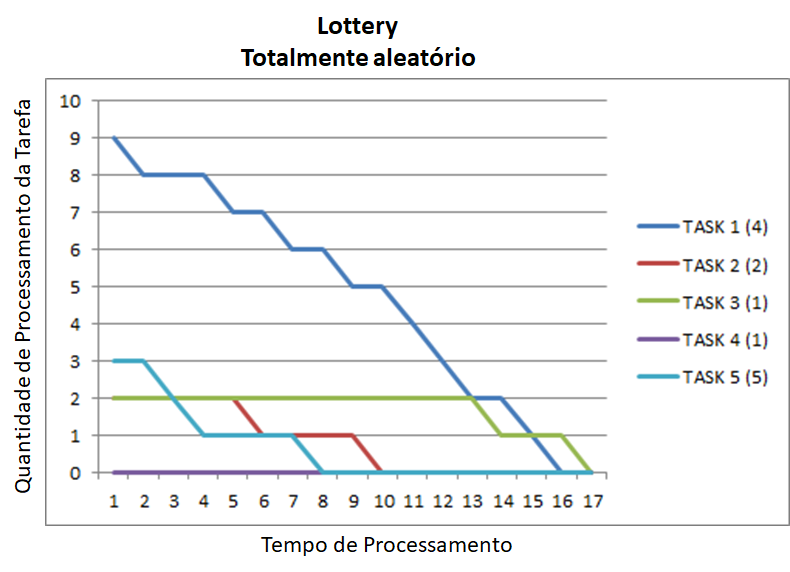 Lottery
Totalmente aleatório
Quantidade de Processamento da Tarefa
10
9
8
7
6
5
4
3
2
1
0
1 2 3 4 5 6 7 8 9 10 11 12 13 14 15 16 17
Tempo de Processamento
TASK 1 (4)
TASK 2 (2)
TASK 3 (1)
TASK 4 (1)
TASK 5 (5)